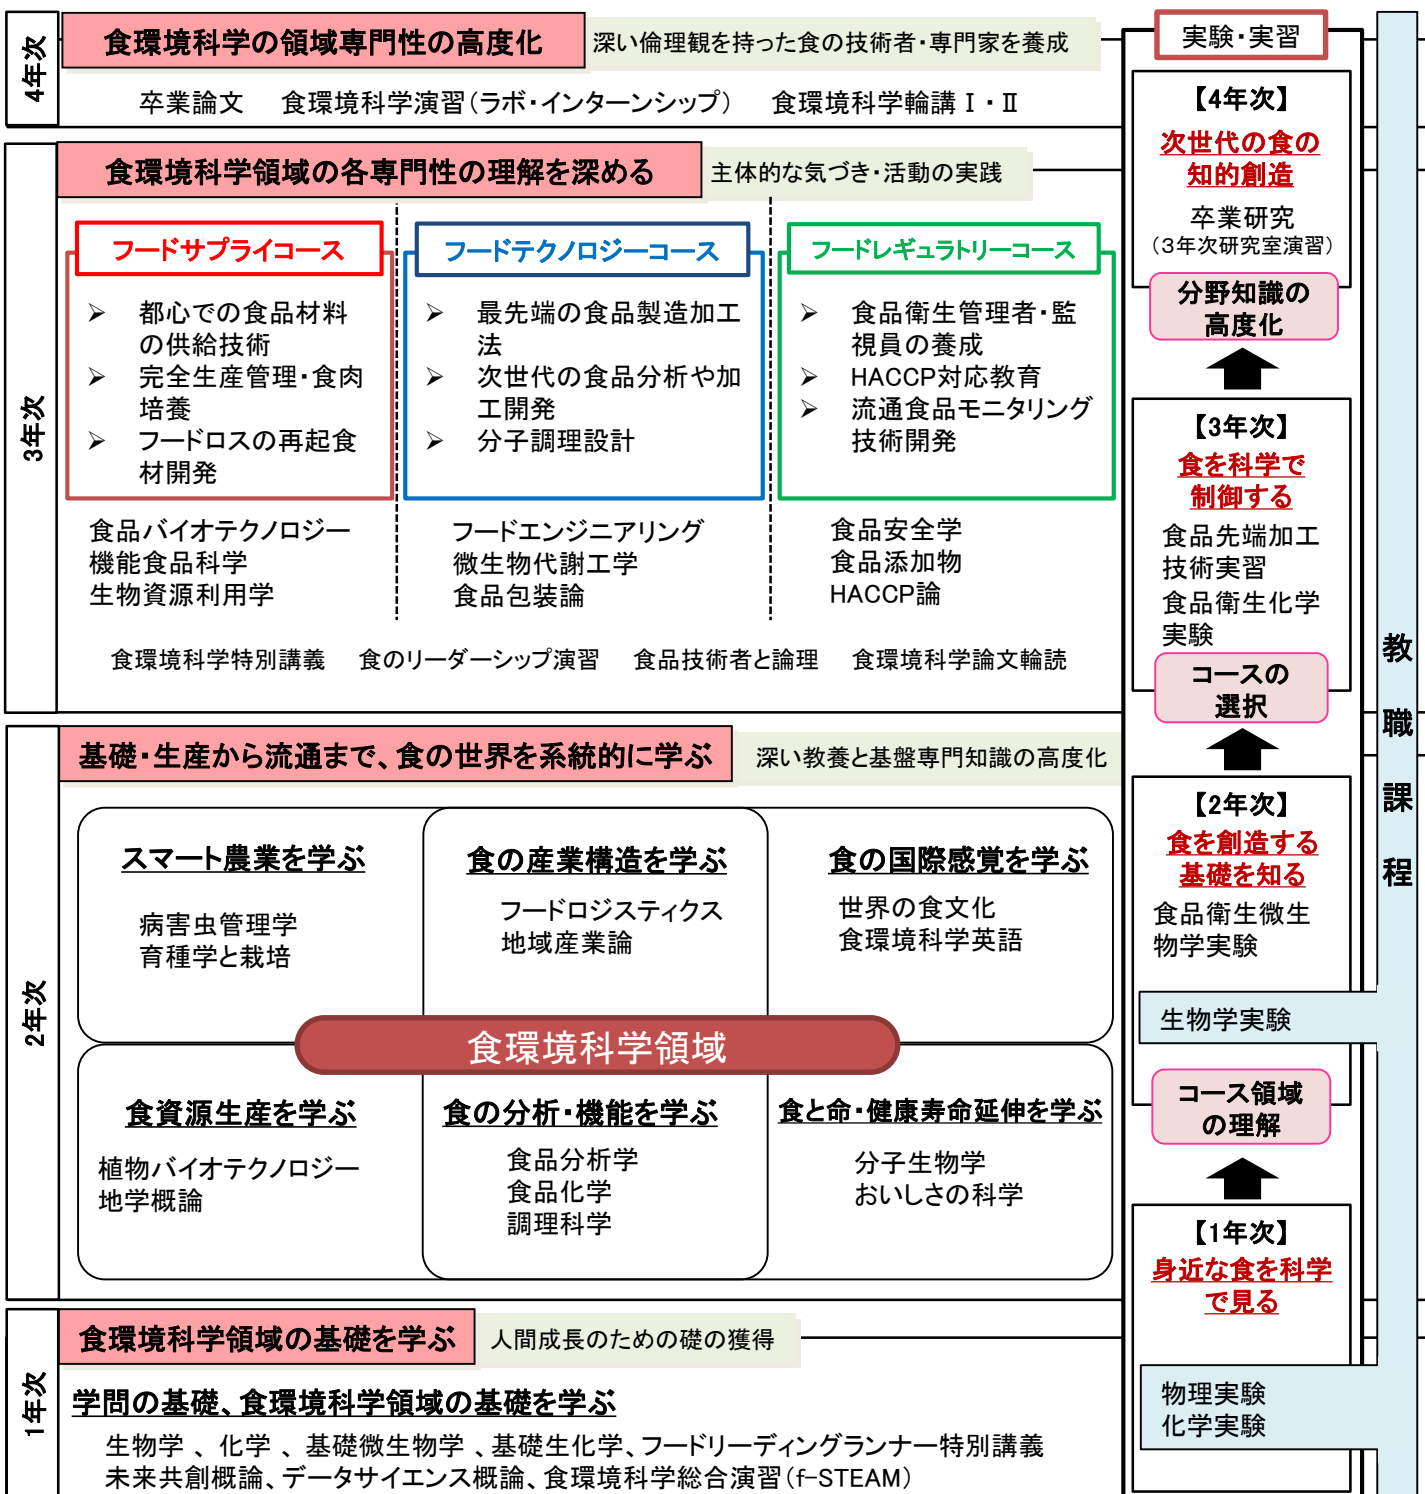 4年次
食環境科学の領域専門性の高度化
深い倫理観を持った食の技術者・専門家を養成
卒業論文　食環境科学演習（ラボ・インターンシップ）　食環境科学輪講Ⅰ・Ⅱ
3年次
食環境科学領域の各専門性の理解を深める
主体的な気づき・活動の実践
フードサプライコース
➢ 都心での食品材料
の供給技術
➢ 完全生産管理・食肉
培養
➢ フードロスの再起食
材開発
食品バイオテクノロジー
機能食品科学
生物資源利用学
フードテクノロジーコース
➢ 最先端の食品製造加工
法
➢ 次世代の食品分析や加
工開発
➢ 分子調理設計
フードエンジニアリング
微生物代謝工学
食品包装論
フードレギュラトリーコース
➢ 食品衛生管理者・監
視員の養成
➢ HACCP対応教育
➢ 流通食品モニタリング
技術開発
食品安全学
食品添加物
HACCP論
食環境科学特別講義　食のリーダーシップ演習　食品技術者と論理　食環境科学論文輪読
2年次
基礎・生産から流通まで、食の世界を系統的に学ぶ
深い教養と基盤専門知識の高度化
スマート農業を学ぶ
病害虫管理学
育種学と栽培
食の産業構造を学ぶ
フードロジスティクス
地域産業論
食の国際感覚を学ぶ
世界の食文化
食環境科学英語
食環境科学領域
食資源生産を学ぶ
植物バイオテクノロジー
地学概論
食の分析・機能を学ぶ
食品分析学
食品化学
調理科学
食と命・健康寿命延伸を学ぶ
分子生物学
おいしさの科学
1年次
食環境科学領域の基礎を学ぶ
人間成長のための礎の獲得
学問の基礎、食環境科学領域の基礎を学ぶ
生物学 、 化学 、 基礎微生物学 、基礎生化学、フードリーディングランナー特別講義
未来共創概論、データサイエンス概論、食環境科学総合演習（f-STEAM）
実験・実習
【4年次】
次世代の食の
知的創造
卒業研究
（3年次研究室演習）
分野知識の
高度化
【3年次】
食を科学で
制御する
食品先端加工
技術実習
食品衛生化学
実験
コースの
選択
【2年次】
食を創造する
基礎を知る
食品衛生微生
物学実験
生物学実験
コース領域
の理解
【1年次】
身近な食を科学
で見る
物理実験
化学実験
教
職
課
程